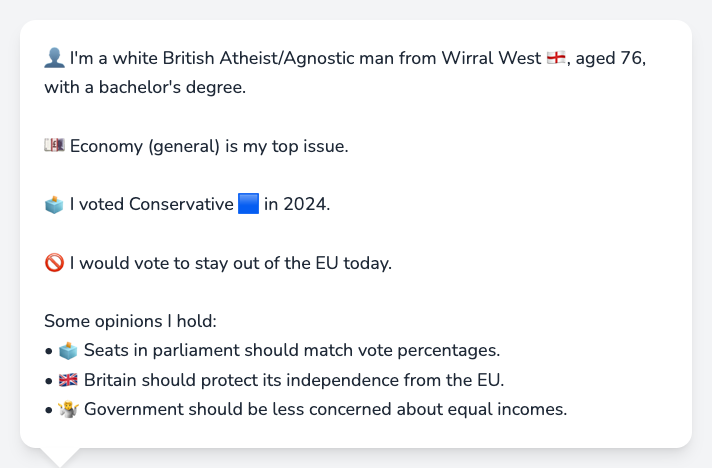 👤 I'm a white British Atheist/Agnostic man from Wirral West 🏴󠁧󠁢󠁥󠁮󠁧󠁿, aged 76,
with a bachelor's degree.
💷 Economy (general) is my top issue.
🗳️ I voted Conservative 🟦 in 2024.
🚫 I would vote to stay out of the EU today.
Some opinions I hold:
• 🗳️ Seats in parliament should match vote percentages.
• 🇬🇧 Britain should protect its independence from the EU.
• 🤷 Government should be less concerned about equal incomes.